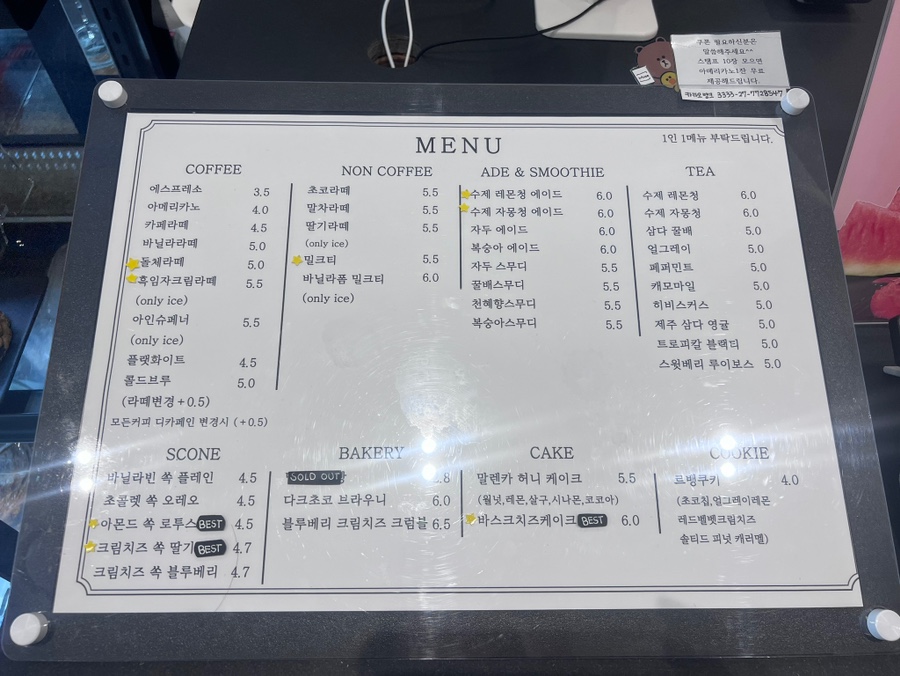 쿠폰 필요하신분은
말씀해주세요^^
스탬프 10장 모으면
아메리카노1잔 무료
제공해드립니다.
카카오뱅크 3333-27-7728547
MENU
1인 1메뉴 부탁드립니다.
COFFEE
에스프레소 3.5
아메리카노 4.0
카페라떼 4.5
바닐라라떼 5.0
돌체라떼 5.0
흑임자크림라떼 5.5
(only ice)
아인슈페너 5.5
(only ice)
플랫화이트 4.5
콜드브루 5.0
(라떼변경+0.5)
모든커피 디카페인 변경시 (+0.5)
NON COFFEE
초코라떼 5.5
말차라떼 5.5
딸기라떼 5.5
(only ice)
밀크티 5.5
바닐라폼 밀크티 6.0
(only ice)
ADE & SMOOTHIE
수제 레몬청 에이드 6.0
수제 자몽청 에이드 6.0
자두 에이드 6.0
복숭아 에이드 6.0
자두 스무디 5.5
꿀배스무디 5.5
천혜향스무디 5.5
복숭아스무디 5.5
TEA
수제 레몬청 6.0
수제 자몽청 6.0
삼다 꿀배 5.0
얼그레이 5.0
페퍼민트 5.0
캐모마일 5.0
히비스커스 5.0
제주 삼다 영귤 5.0
트로피칼 블랙티 5.0
스윗베리 루이보스 5.0
SCONE
바닐라빈 쏙 플레인 4.5
초콜렛 쏙 오레오 4.5
아몬드 쏙 로투스 BEST 4.5
크림치즈 쏙 딸기 BEST 4.7
크림치즈 쏙 블루베리 4.7
BAKERY
SOLD OUT .8
다크초코 브라우니 6.0
블루베리 크림치즈 크럼블 6.5
CAKE
말렌카 허니 케이크 5.5
(월넛,레몬,살구,시나몬,코코아)
바스크치즈케이크 BEST 6.0
COOKIE
르뱅쿠키 4.0
(초코칩,얼그레이레몬
레드벨벳크림치즈
솔티드 피넛 캐러멜)